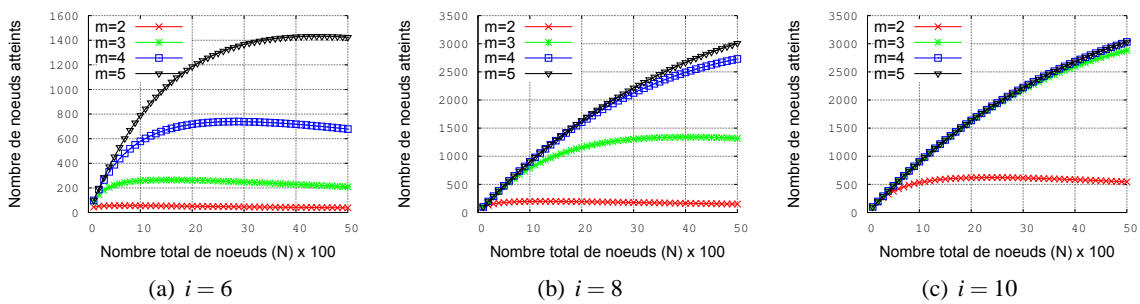 Nombre de noeuds atteints
1600
1400
1200
1000
800
600
400
200
0
m=2
m=3
m=4
m=5
0 10 20 30 40 50
Nombre total de noeuds (N) x 100
(a) i = 6
Nombre de noeuds atteints
3500
3000
2500
2000
1500
1000
500
0
m=2
m=3
m=4
m=5
0 10 20 30 40 50
Nombre total de noeuds (N) x 100
(b) i = 8
Nombre de noeuds atteints
3500
3000
2500
2000
1500
1000
500
0
m=2
m=3
m=4
m=5
0 10 20 30 40 50
Nombre total de noeuds (N) x 100
(c) i = 10